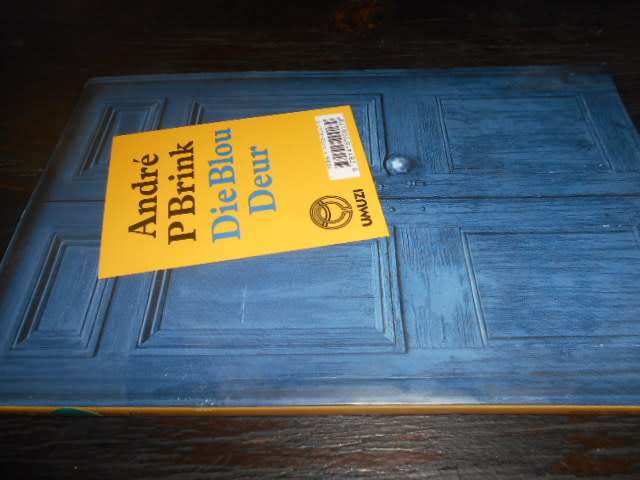 André
P Brink
Die Blou
Deur
UMUZI